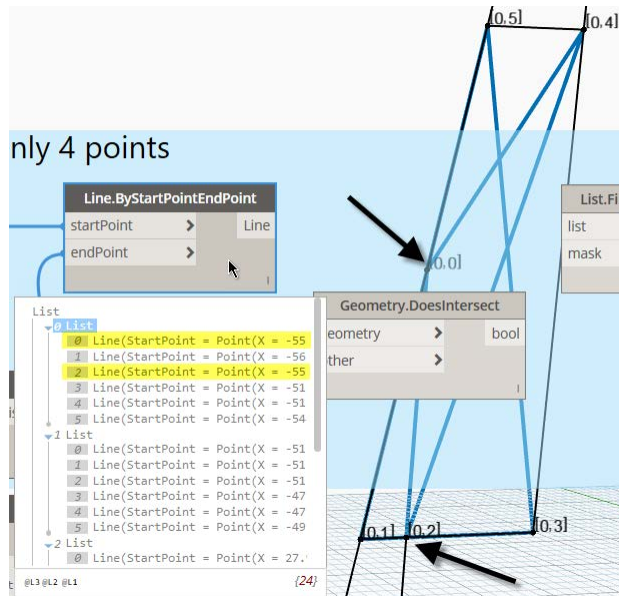 [0,5]
[0,4]
nly 4 points
Line.ByStartPointEndPoint
startPoint > Line
endPoint >
l
List.Fi
list
mask
[0,0]
Geometry.DoesIntersect
eometry > bool
ther >
l
List
0 List
0 Line(StartPoint = Point(X = -55
1 Line(StartPoint = Point(X = -56
2 Line(StartPoint = Point(X = -55
3 Line(StartPoint = Point(X = -51
4 Line(StartPoint = Point(X = -51
5 Line(StartPoint = Point(X = -54
1 List
0 Line(StartPoint = Point(X = -51
1 Line(StartPoint = Point(X = -51
2 Line(StartPoint = Point(X = -51
3 Line(StartPoint = Point(X = -47
4 Line(StartPoint = Point(X = -47
5 Line(StartPoint = Point(X = -49
2 List
0 Line(StartPoint = Point(X = 27.
@L3 @L2 @L1 {24}
[0,1] [0,2] [0,3]